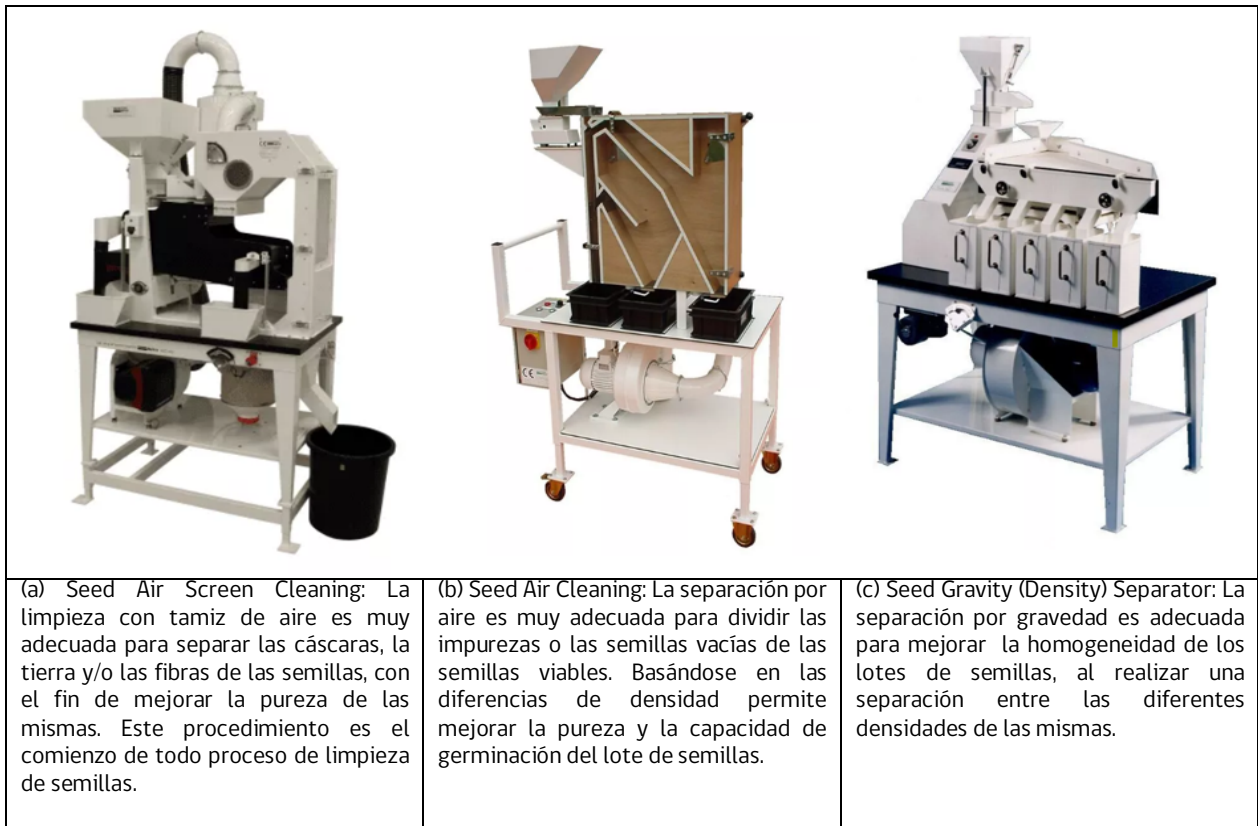 (a) Seed Air Screen Cleaning: La
limpieza con tamiz de aire es muy
adecuada para separar las cáscaras, la
tierra y/o las fibras de las semillas, con
el fin de mejorar la pureza de las
mismas. Este procedimiento es el
comienzo de todo proceso de limpieza
de semillas.
(b) Seed Air Cleaning: La separación por
aire es muy adecuada para dividir las
impurezas o las semillas vacías de las
semillas viables. Basándose en las
diferencias de densidad permite
mejorar la pureza y la capacidad de
germinación del lote de semillas.
(c) Seed Gravity (Density) Separator: La
separación por gravedad es adecuada
para mejorar la homogeneidad de los
lotes de semillas, al realizar una
separación entre las diferentes
densidades de las mismas.